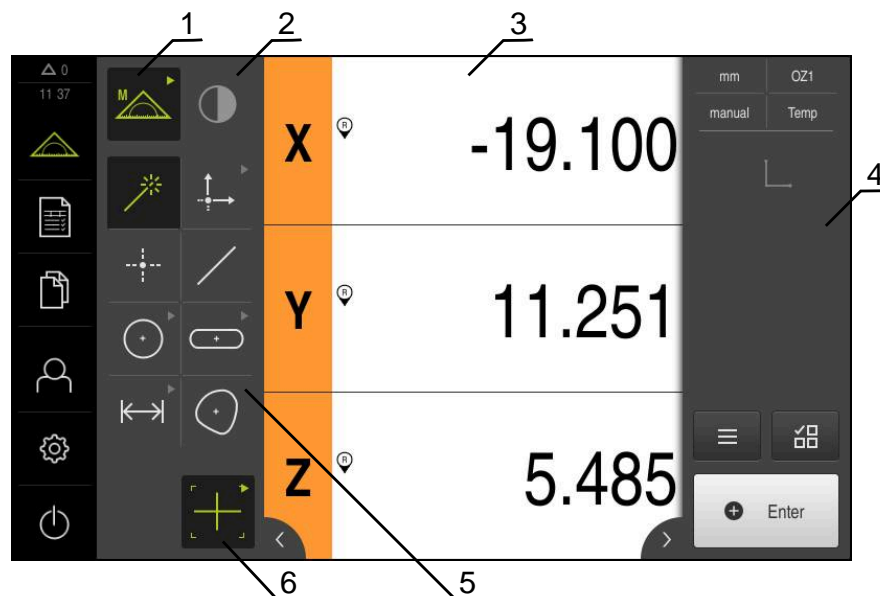 1 2 3
0
11 37
M
mm OZ1
manual Temp
X R -19.100
4
Y R 11.251
Z R 5.485
Enter
6 5